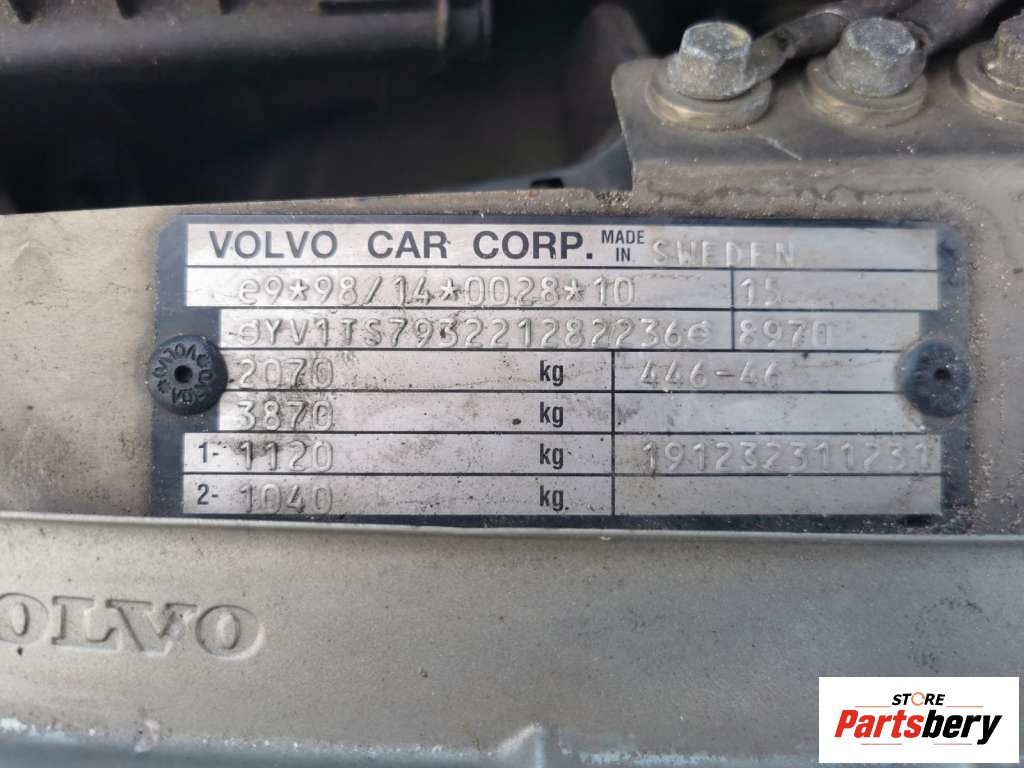 VOLVO CAR CORP. MADE IN SWEDEN
e9*98/14*0028*10 15
YV1TS793221282236 8970
2070 kg 446-46
3870 kg
1- 1120 kg 191232311231
2- 1040 kg
VOLVO
STORE
Partsbery